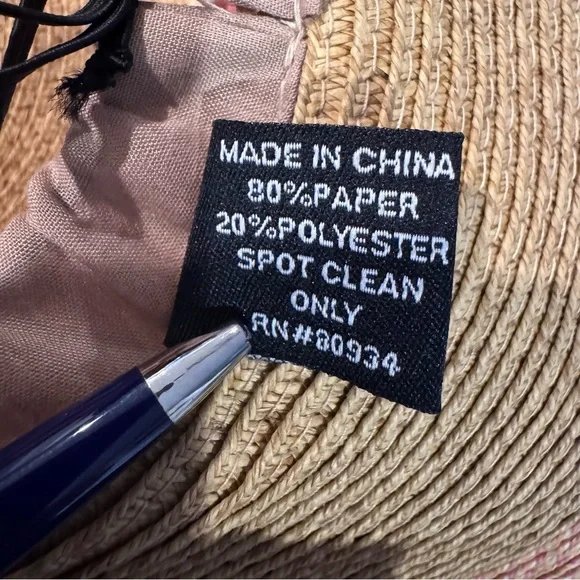 MADE IN CHINA
80%PAPER
20%POLYESTER
SPOT CLEAN
ONLY
RN#80934